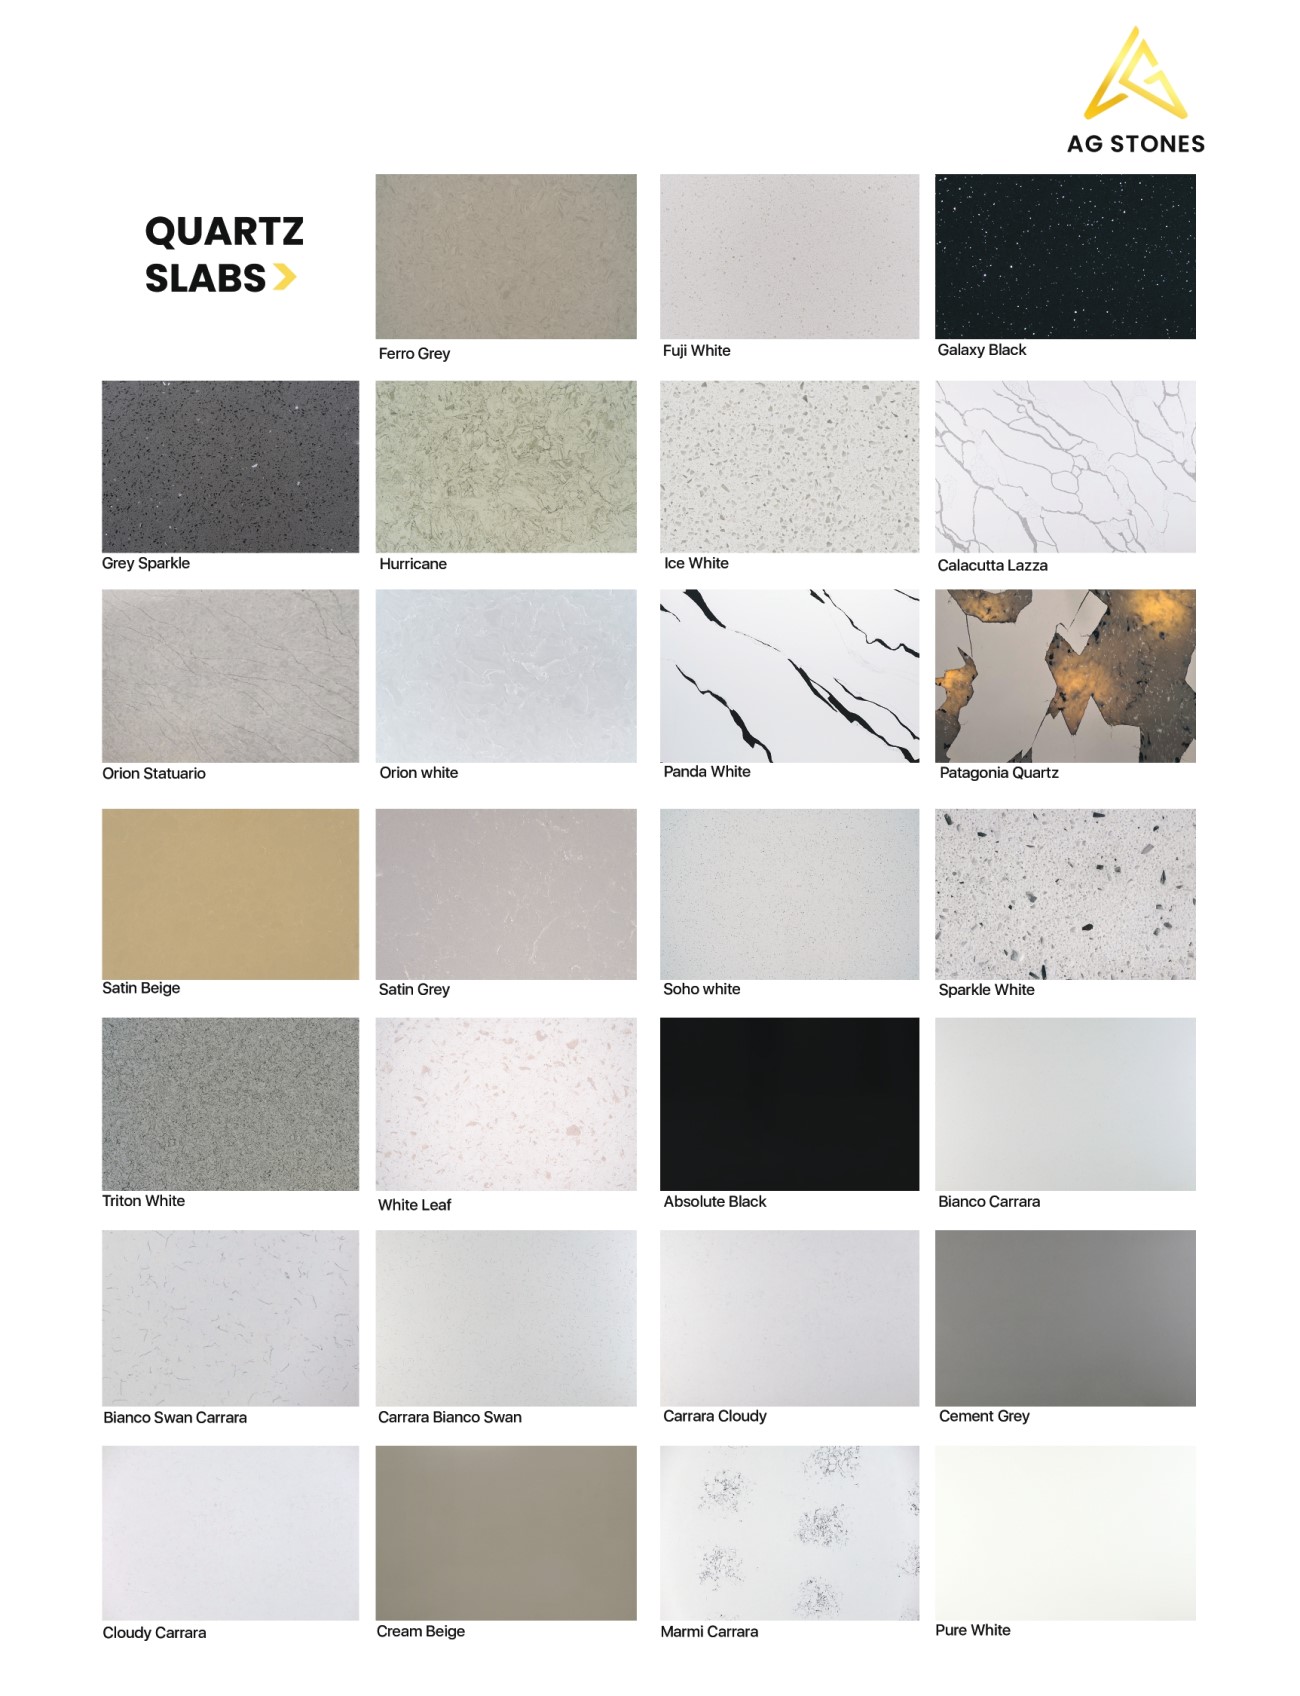 AG STONES
QUARTZ
SLABS
Ferro Grey
Fuji White
Galaxy Black
Grey Sparkle
Hurricane
Ice White
Calacutta Lazza
Orion Statuario
Orion white
Panda White
Patagonia Quartz
Satin Beige
Satin Grey
Soho white
Sparkle White
Triton White
White Leaf
Absolute Black
Bianco Carrara
Bianco Swan Carrara
Carrara Bianco Swan
Carrara Cloudy
Cement Grey
Cloudy Carrara
Cream Beige
Marmi Carrara
Pure White